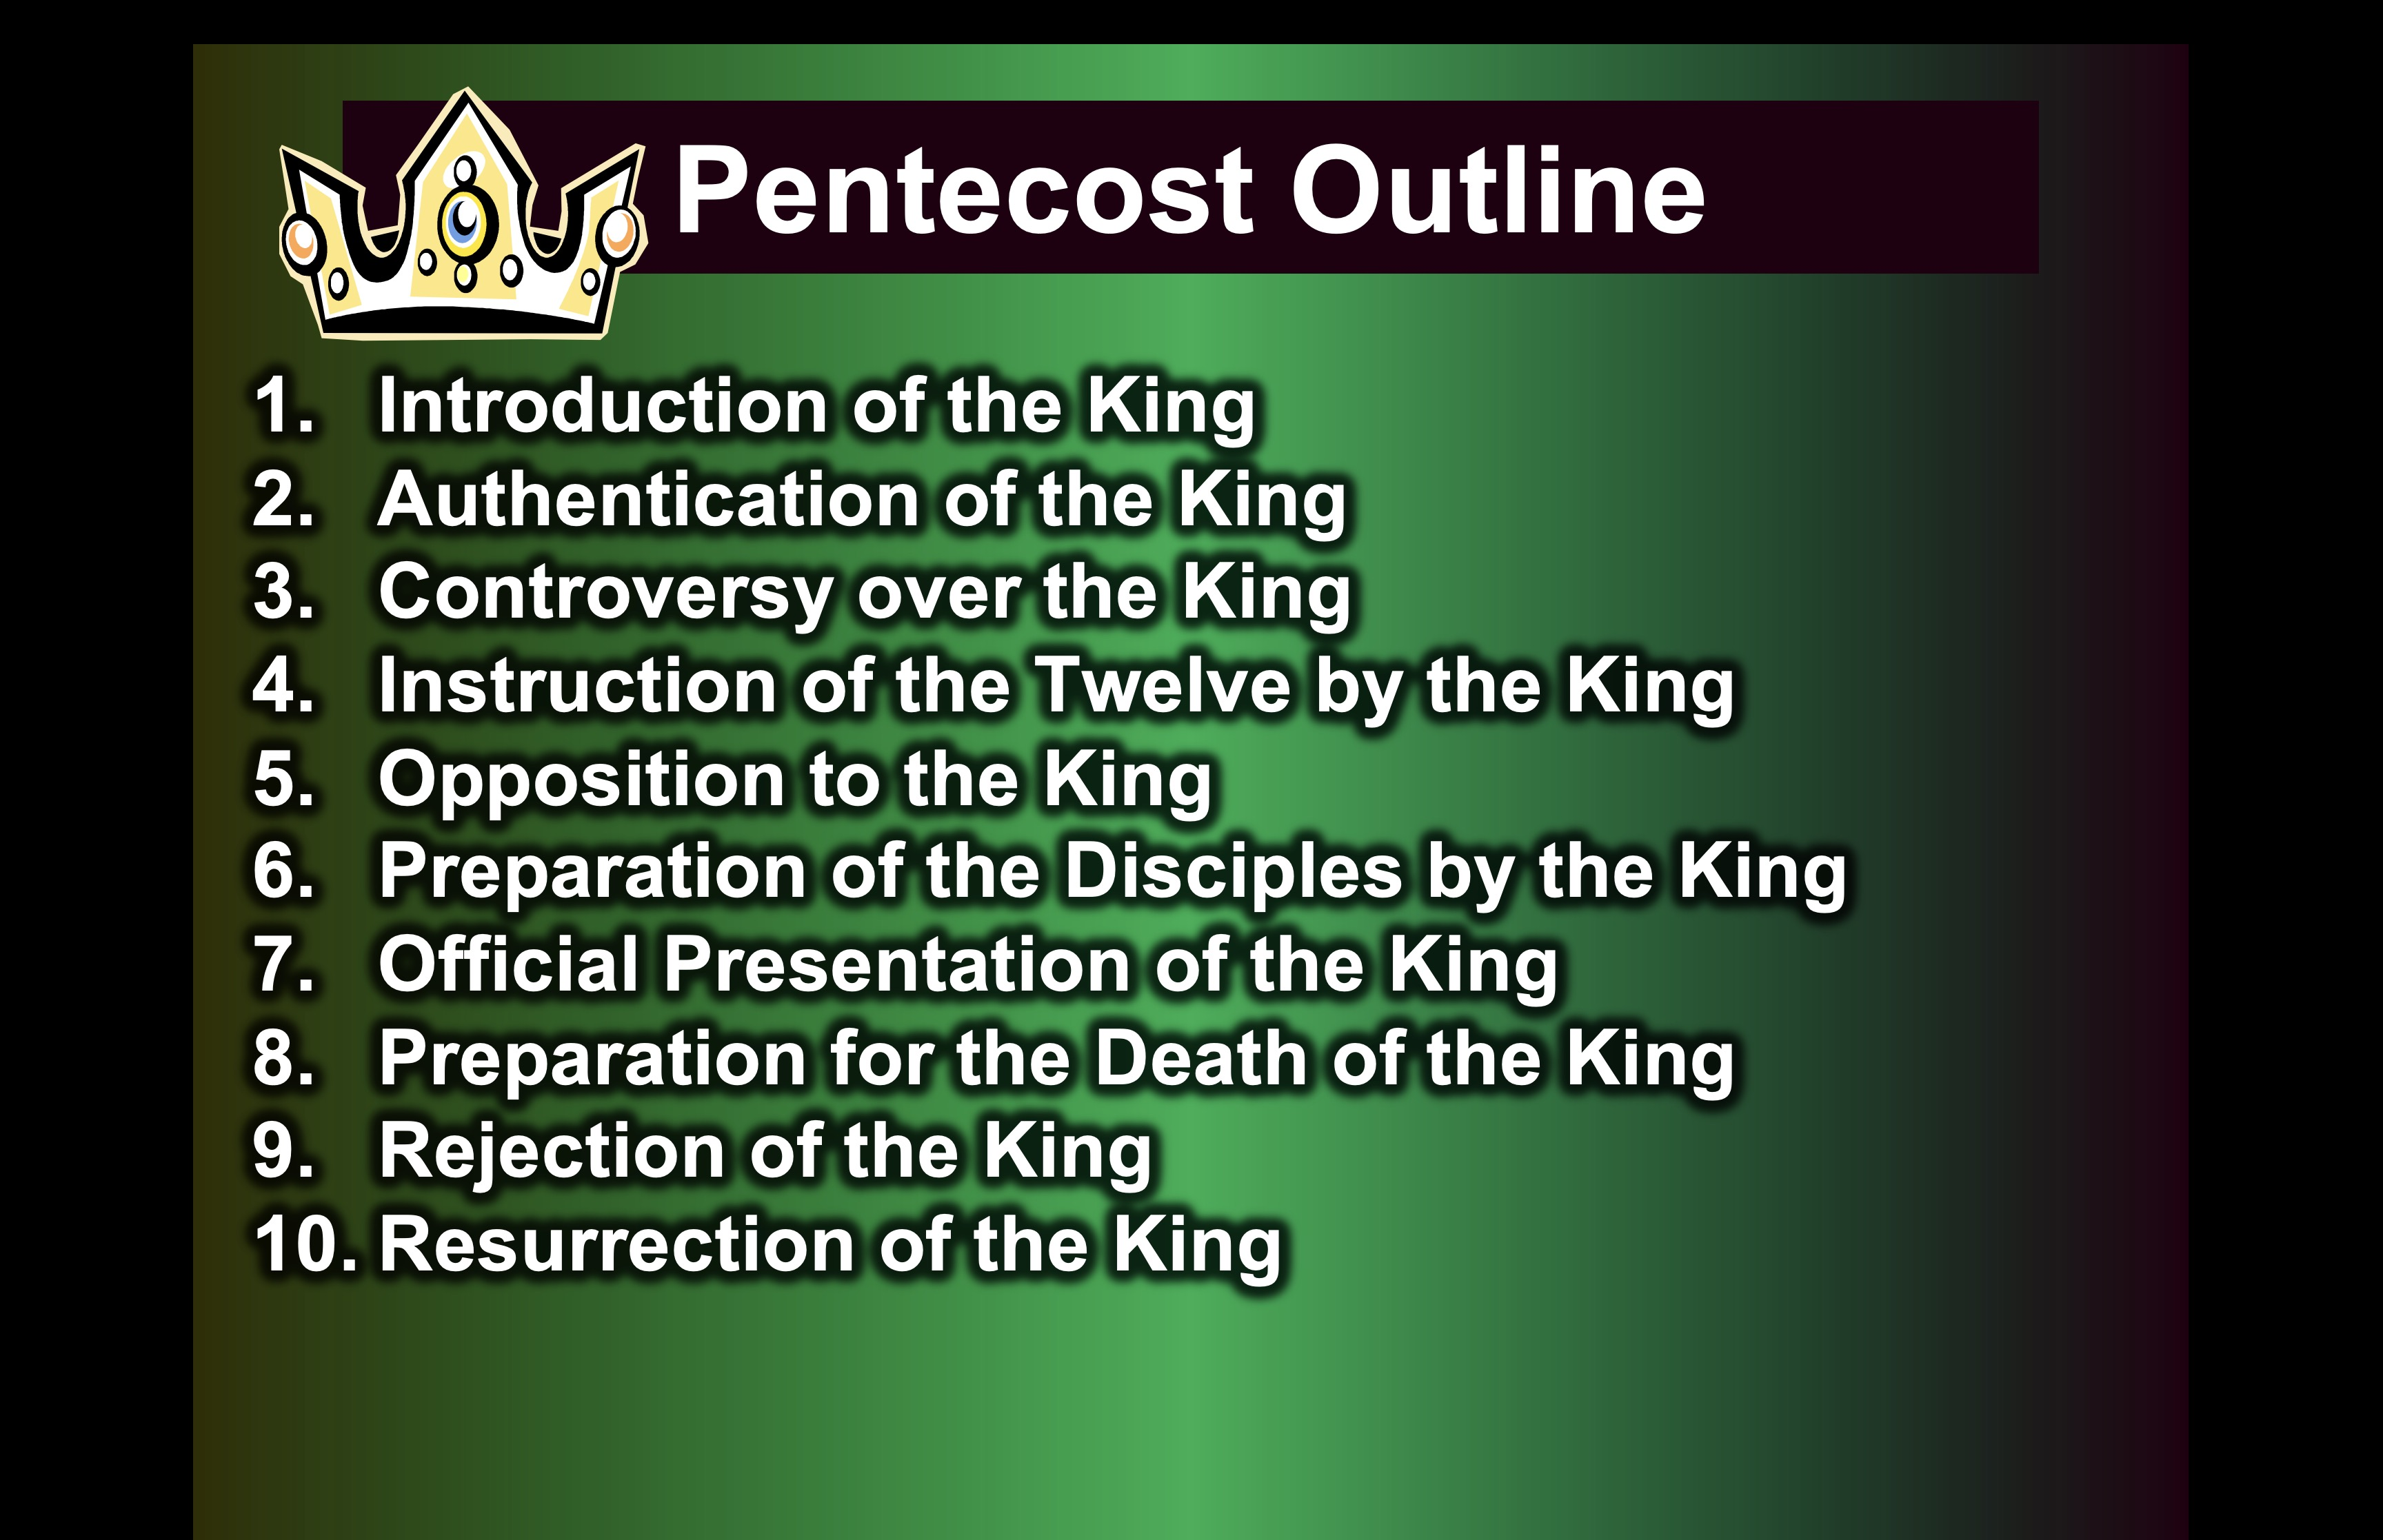 Pentecost Outline
1. Introduction of the King
2. Authentication of the King
3. Controversy over the King
4. Instruction of the Twelve by the King
5. Opposition to the King
6. Preparation of the Disciples by the King
7. Official Presentation of the King
8. Preparation for the Death of the King
9. Rejection of the King
10. Resurrection of the King